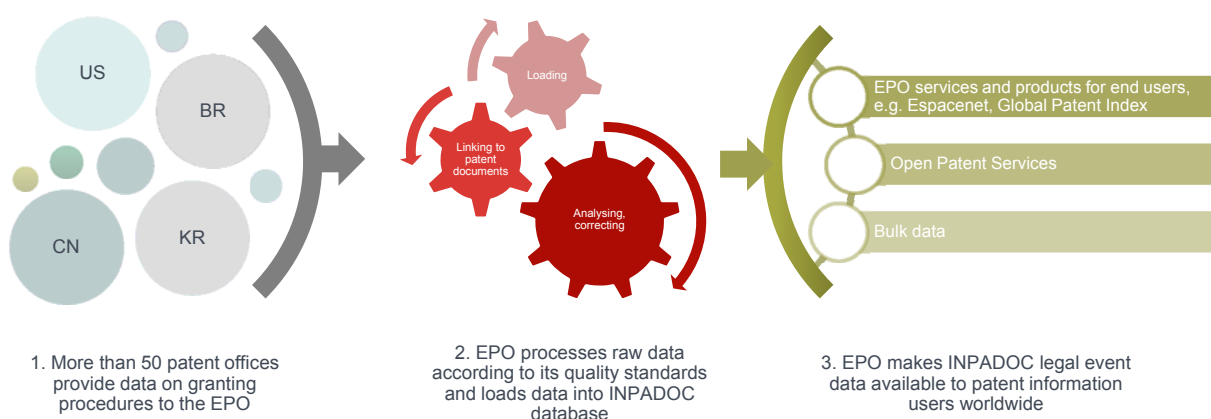 US
BR
CN
KR
Loading
Linking to
patent
documents
Analysing,
correcting
EPO services and products for end users,
e.g. Espacenet, Global Patent Index
Open Patent Services
Bulk data
1. More than 50 patent offices
provide data on granting
procedures to the EPO
2. EPO processes raw data
according to its quality standards
and loads data into INPADOC
database
3. EPO makes INPADOC legal event
data available to patent information
users worldwide